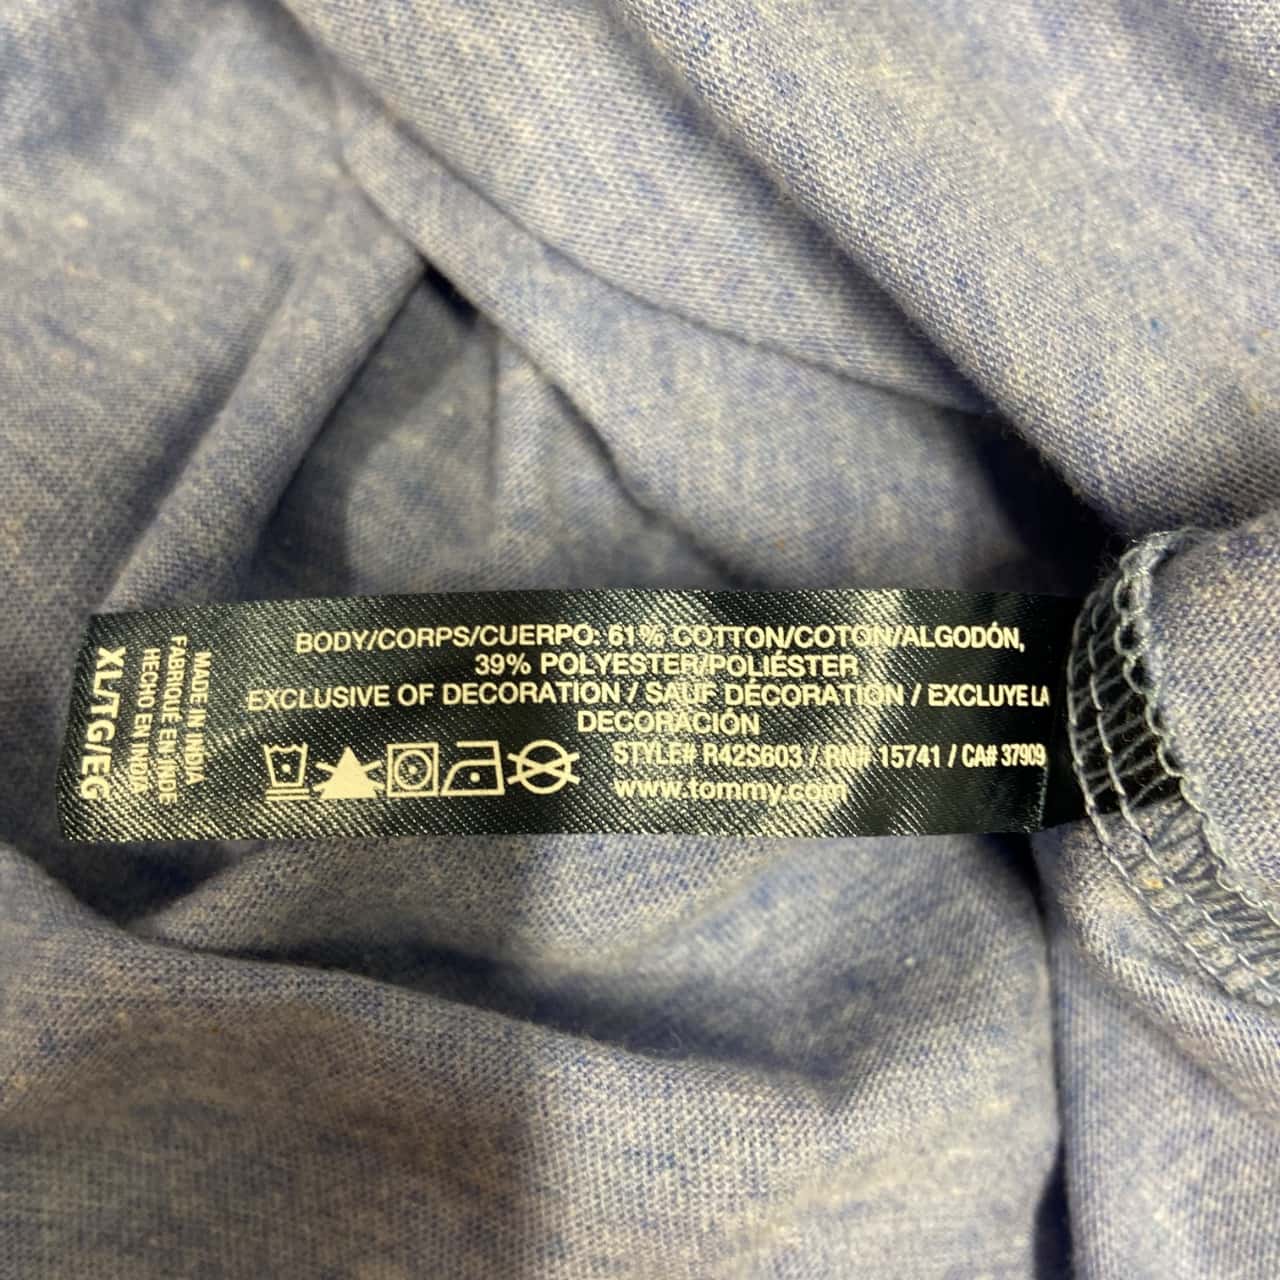 BODY/CORPS/CUERPO: 61% COTTON/COTON/ALGODÓN,
39% POLYESTER/POLIÉSTER
EXCLUSIVE OF DECORATION / SAUF DÉCORATION / EXCLUYE LA
DECORACIÓN
STYLE# R42S603 / RN# 15741 / CA# 37909
www.tommy.com
MADE IN INDIA
FABRIQUÉ EN INDE
HECHO EN INDIA
XL/TG/EG